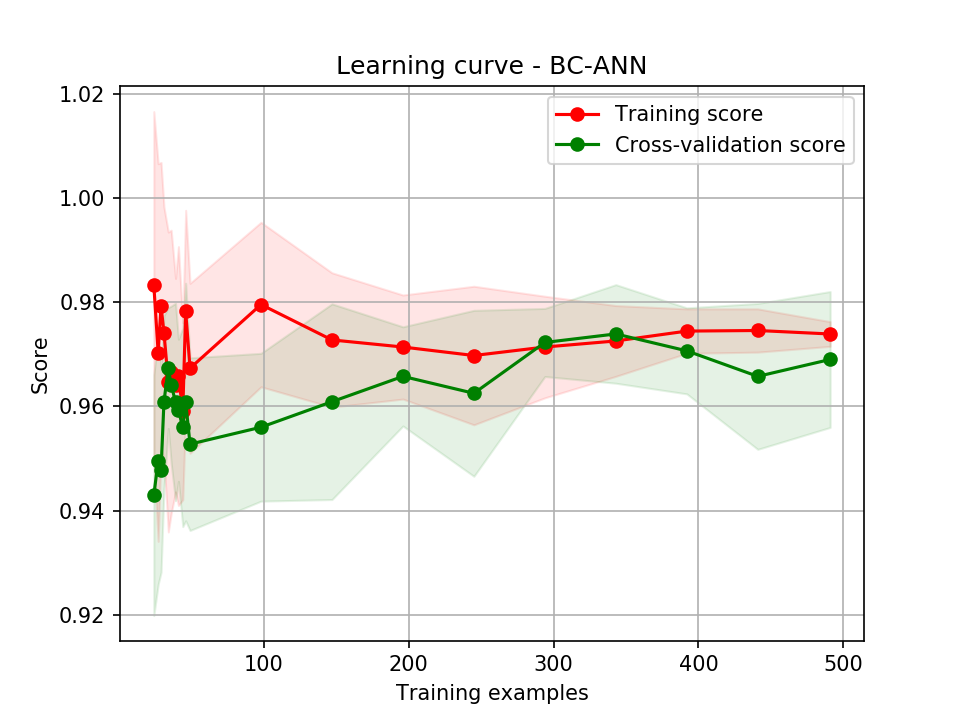 Learning curve - BC-ANN
Training score
Cross-validation score
1.02
1.00
0.98
0.96
0.94
0.92
Score
100 200 300 400 500
Training examples